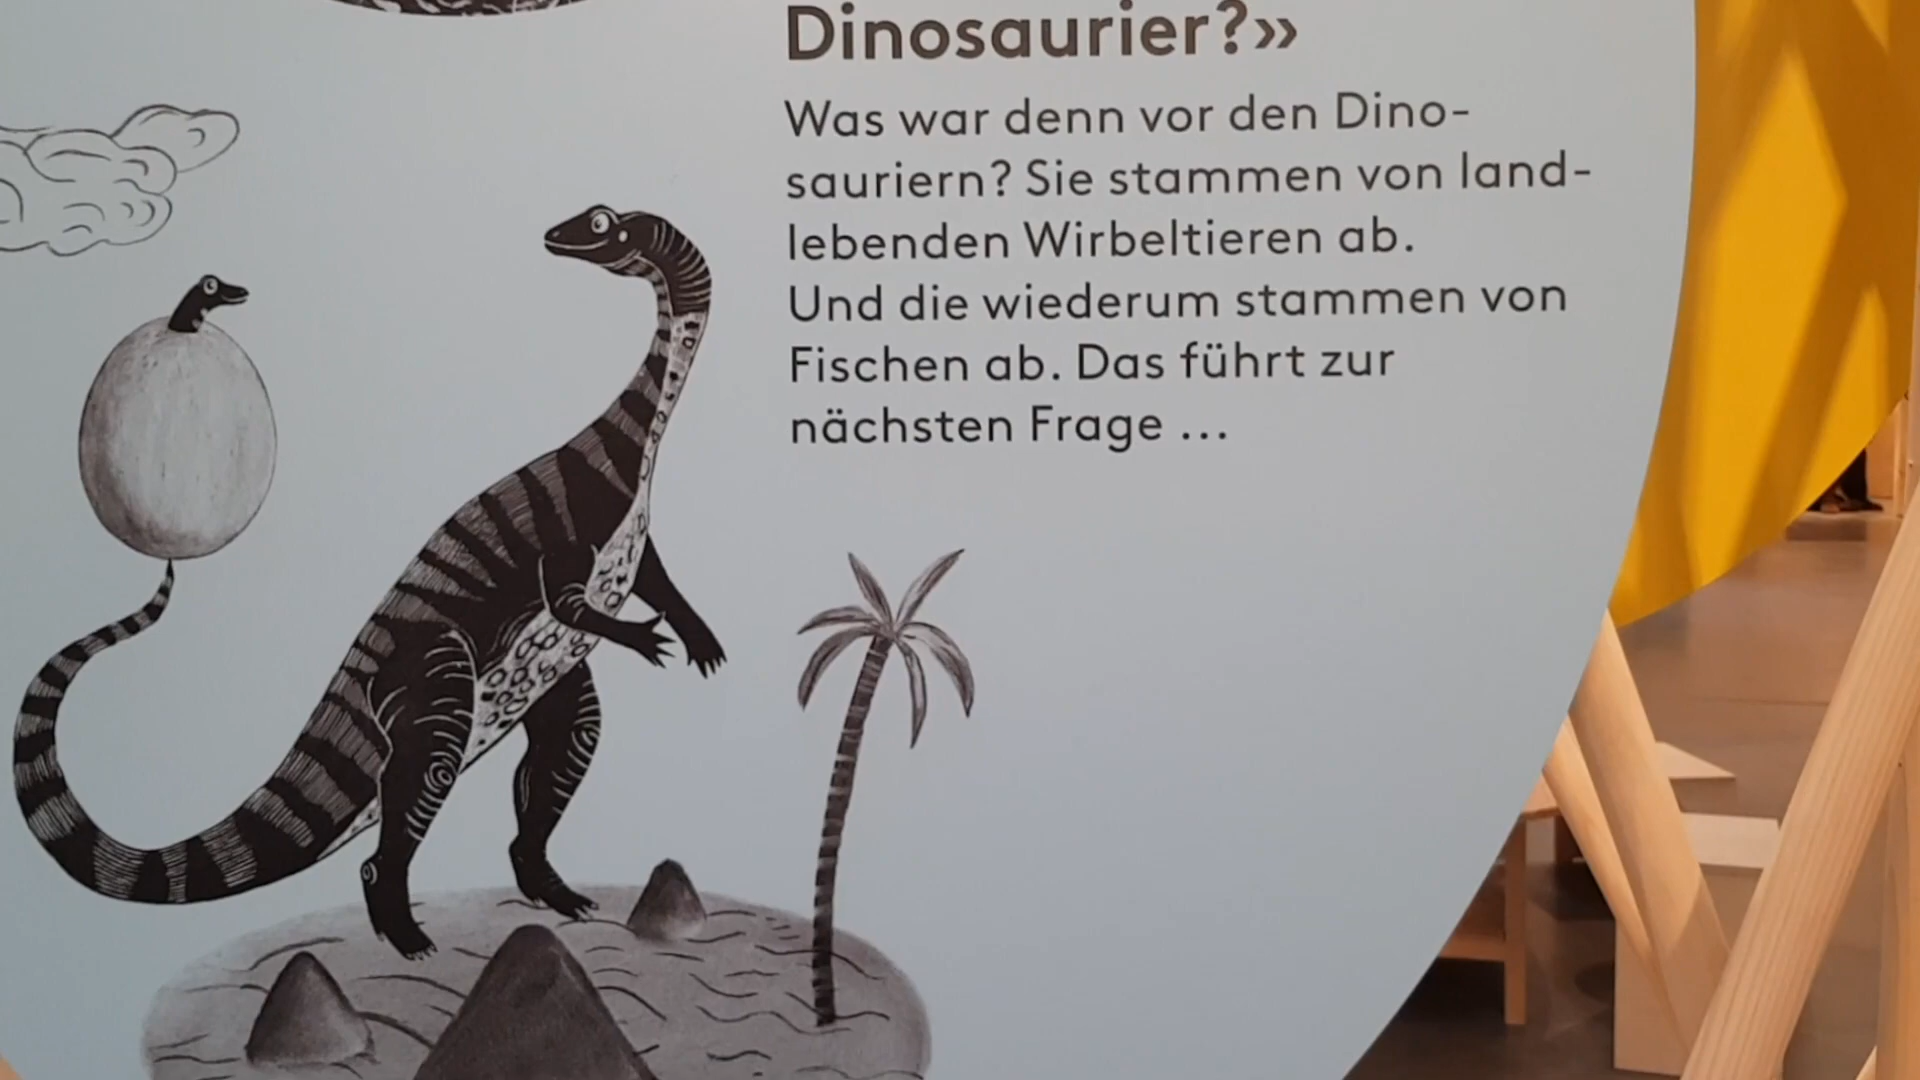 Dinosaurier?»
Was war denn vor den Dino-
sauriern? Sie stammen von land-
lebenden Wirbeltieren ab.
Und die wiederum stammen von
Fischen ab. Das führt zur
nächsten Frage ...